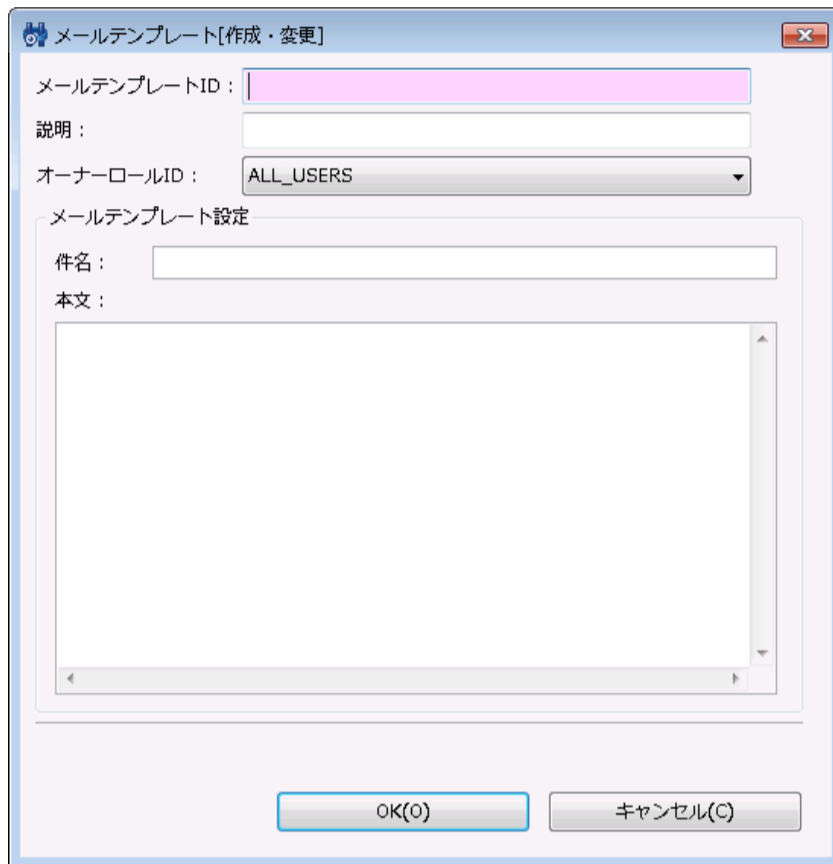 メールテンプレート[作成・変更]
メールテンプレートID：
説明：
オーナーロールID： ALL_USERS
メールテンプレート設定
件名：
本文：
OK(O) キャンセル(C)